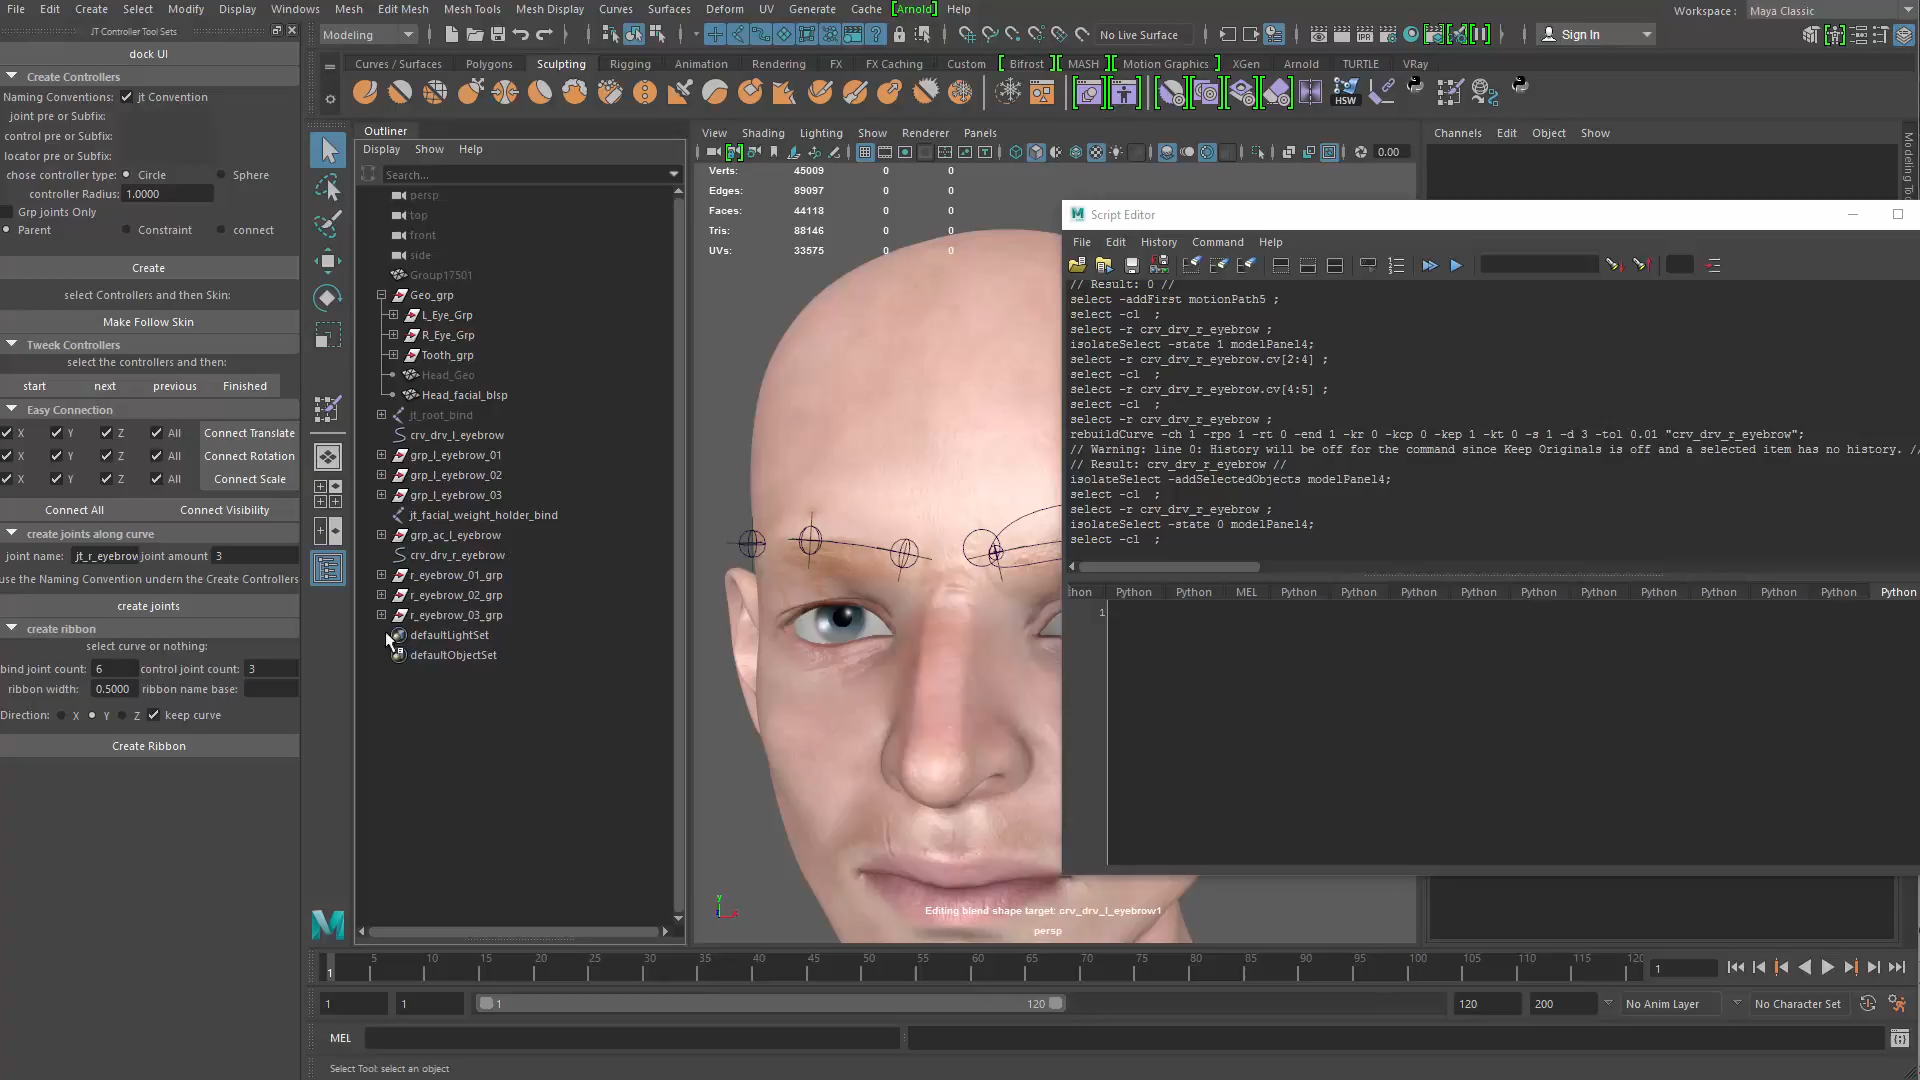 File Edit Create Select Modify Display Windows Mesh Edit Mesh Mesh Tools Mesh Display Curves Surfaces Deform UV Generate Cache [Arnold] Help
Workspace : Maya Classic
JT Controller Tool Sets
Modeling
No Live Surface
Sign In
dock UI
Curves / Surfaces Polygons Sculpting Rigging Animation Rendering FX FX Caching Custom Bifrost MASH Motion Graphics XGen Arnold TURTLE VRay
HSW
Create Controllers
Naming Conventions: jt Convention
joint pre or Subfix:
control pre or Subfix:
locator pre or Subfix:
chose controller type: Circle Sphere
controller Radius: 1.0000
Grp joints Only
Parent Constraint connect
Create
select Controllers and then Skin:
Make Follow Skin
Tweek Controllers
select the controllers and then:
start next previous Finished
Easy Connection
X Y Z All Connect Translate
X Y Z All Connect Rotation
X Y Z All Connect Scale
Connect All Connect Visibility
create joints along curve
joint name: jt_r_eyebrow joint amount 3
use the Naming Convention undern the Create Controllers
create joints
create ribbon
select curve or nothing:
bind joint count: 6 control joint count: 3
ribbon width: 0.5000 ribbon name base:
Direction: X Y Z keep curve
Create Ribbon
Outliner
Display Show Help
Search...
persp
top
front
side
Group17501
Geo_grp
L_Eye_Grp
R_Eye_Grp
Tooth_grp
Head_Geo
Head_facial_blsp
jt_root_bind
crv_drv_l_eyebrow
grp_l_eyebrow_01
grp_l_eyebrow_02
grp_l_eyebrow_03
jt_facial_weight_holder_bind
grp_ac_l_eyebrow
crv_drv_r_eyebrow
r_eyebrow_01_grp
r_eyebrow_02_grp
r_eyebrow_03_grp
defaultLightSet
defaultObjectSet
View Shading Lighting Show Renderer Panels
0.00
Verts: 45009 0 0
Edges: 89097 0 0
Faces: 44118 0 0
Tris: 88146 0 0
UVs: 33575 0 0
Editing blend shape target: crv_drv_l_eyebrow1
persp
Channels Edit Object Show
Modeling To
Script Editor
File Edit History Command Help
// Result: 0 //
select -addFirst motionPath5 ;
select -cl  ;
select -r crv_drv_r_eyebrow ;
isolateSelect -state 1 modelPanel4;
select -r crv_drv_r_eyebrow.cv[2:4] ;
select -cl  ;
select -r crv_drv_r_eyebrow.cv[4:5] ;
select -cl  ;
select -r crv_drv_r_eyebrow ;
rebuildCurve -ch 1 -rpo 1 -rt 0 -end 1 -kr 0 -kcp 0 -kep 1 -kt 0 -s 1 -d 3 -tol 0.01 "crv_drv_r_eyebrow";
// Warning: line 0: History will be off for the command since Keep Originals is off and a selected item has no history. //
// Result: crv_drv_r_eyebrow //
isolateSelect -addSelectedObjects modelPanel4;
select -cl  ;
select -r crv_drv_r_eyebrow ;
isolateSelect -state 0 modelPanel4;
select -cl  ;
thon Python Python MEL Python Python Python Python Python Python Python Python Python Python
1
5 10 15 20 25 30 35 40 45 50 55 60 65 70 75 80 85 90 95 100 105 110 115 120
1
1
1 1 1 120 120 200 No Anim Layer No Character Set
MEL
Select Tool: select an object